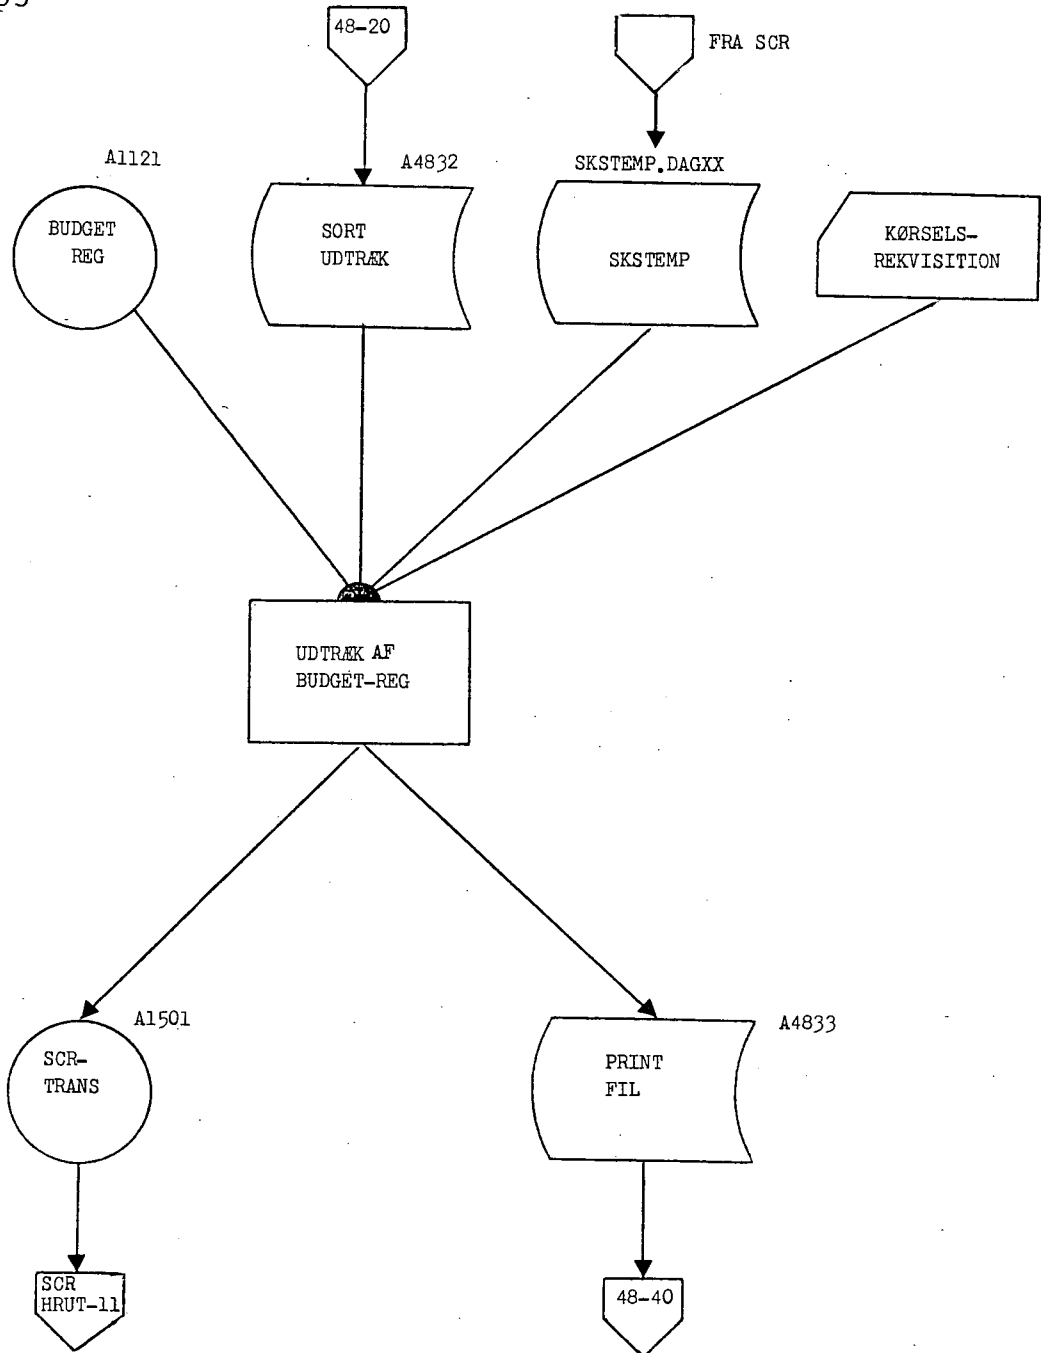 48-20
FRA SCR
A1121
A4832
SKSTEMP.DAGXX
BUDGET
REG
SORT
UDTRÆK
SKSTEMP
KØRSELS-
REKVISITION
UDTRÆK AF
BUDGET-REG
A1501
A4833
SCR-
TRANS
PRINT
FIL
SCR
HRUT-11
48-40